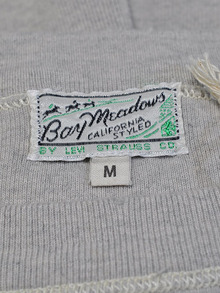 Bay Meadows
CALIFORNIA
STYLED
BY LEVI STRAUSS CO
M